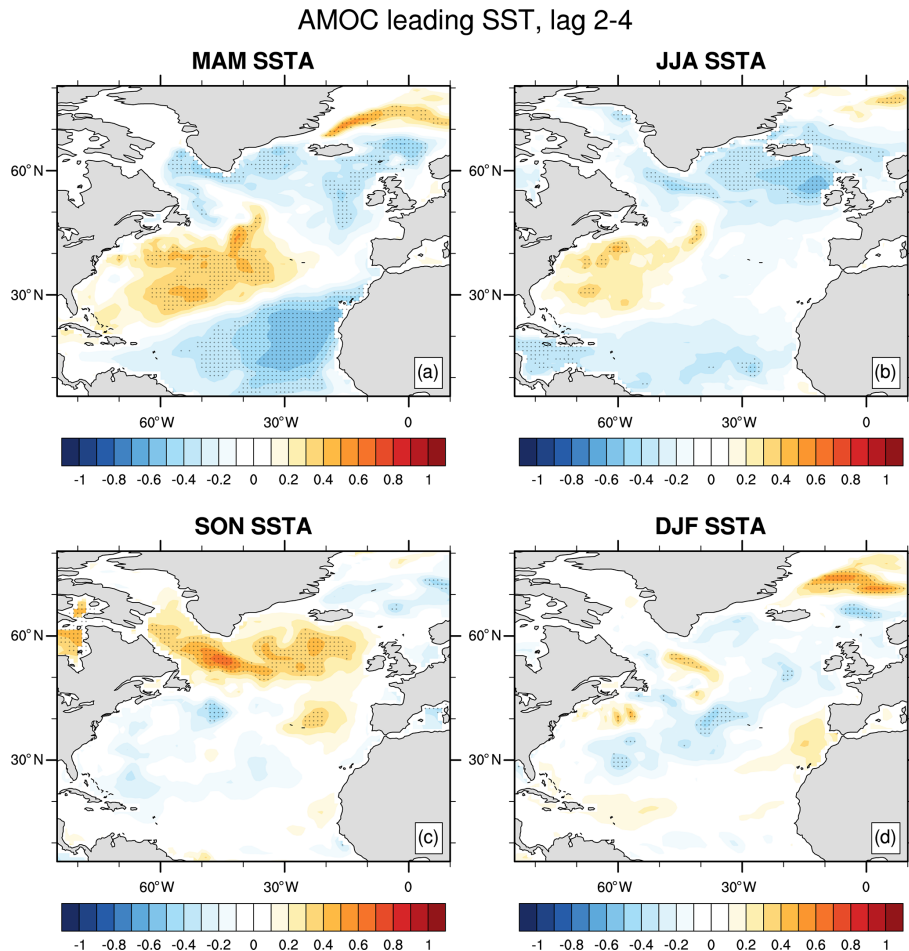 AMOC leading SST, lag 2-4
MAM SSTA
JJA SSTA
60°N
30°N
(a)
60°W 30°W 0
60°N
30°N
(b)
60°W 30°W 0
-1 -0.8 -0.6 -0.4 -0.2 0 0.2 0.4 0.6 0.8 1
-1 -0.8 -0.6 -0.4 -0.2 0 0.2 0.4 0.6 0.8 1
SON SSTA
DJF SSTA
60°N
30°N
(c)
60°W 30°W 0
60°N
30°N
(d)
60°W 30°W 0
-1 -0.8 -0.6 -0.4 -0.2 0 0.2 0.4 0.6 0.8 1
-1 -0.8 -0.6 -0.4 -0.2 0 0.2 0.4 0.6 0.8 1